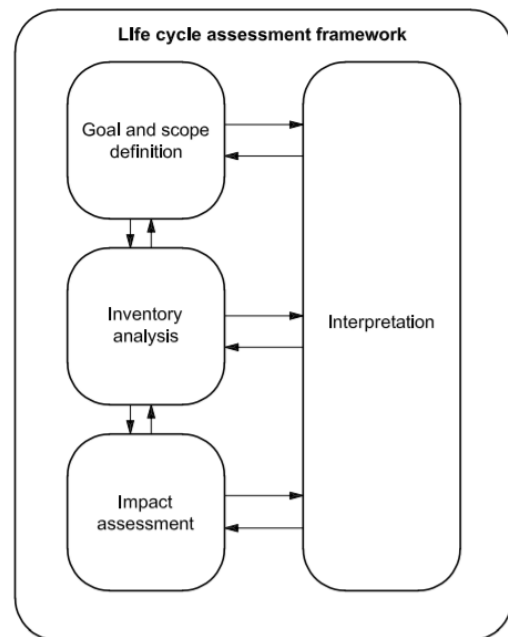 LIfe cycle assessment framework
Goal and scope
definition
Inventory
analysis
Interpretation
Impact
assessment